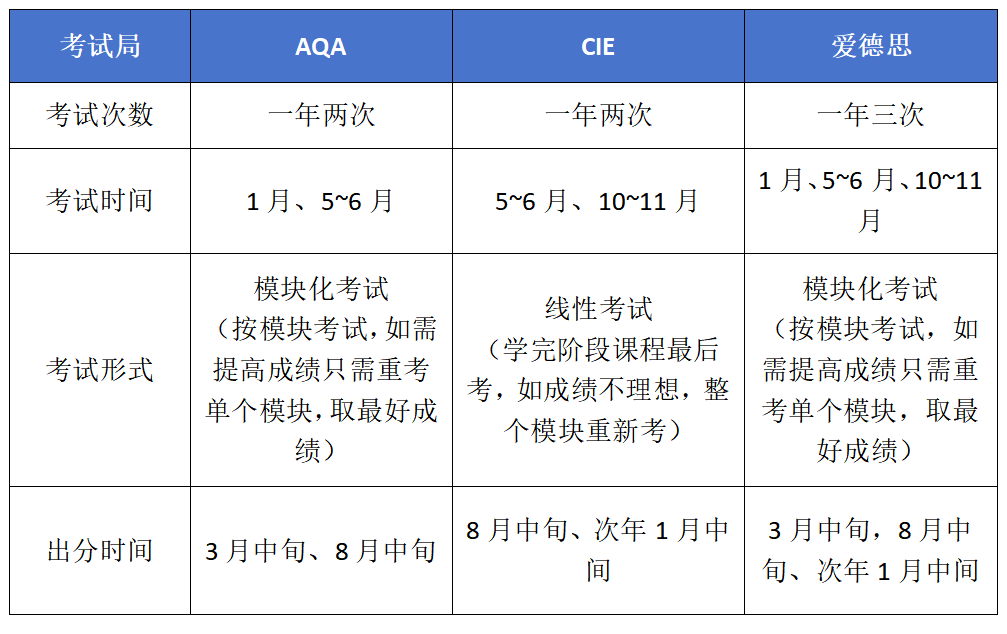 考试局
AQA
CIE
爱德思
考试次数
一年两次
一年两次
一年三次
考试时间
1 月、5~6 月
5~6 月、10~11 月
1 月、5~6 月、10~11
月
考试形式
模块化考试
（按模块考试，如需
提高成绩只需重考
单个模块，取最好成
绩）
线性考试
（学完阶段课程最后
考，如成绩不理想，整
个模块重新考）
模块化考试
（按模块考试，如
需提高成绩只需重
考单个模块，取最
好成绩）
出分时间
3 月中旬、8 月中旬
8 月中旬、次年 1 月中
间
3 月中旬，8 月中
旬、次年 1 月中间